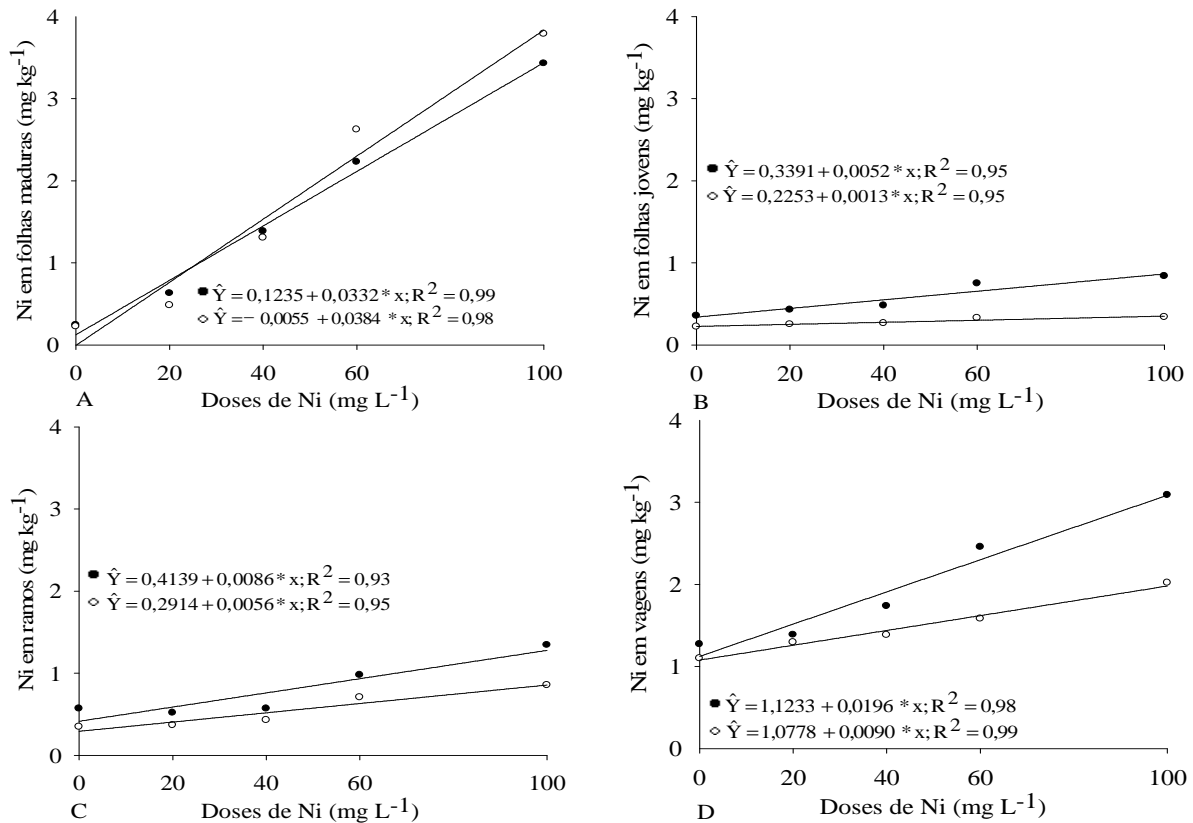 4
3
2
1
0
Ni em folhas maduras (mg kg-1)
● Ŷ = 0,1235 + 0,0332 * x; R2 = 0,99
○ Ŷ = − 0,0055 + 0,0384 * x; R2 = 0,98
0 20 40 60 100
A Doses de Ni (mg L-1)
4
3
2
1
0
Ni em folhas jovens (mg kg-1)
● Ŷ = 0,3391 + 0,0052 * x; R2 = 0,95
○ Ŷ = 0,2253 + 0,0013 * x; R2 = 0,95
0 20 40 60 100
B Doses de Ni (mg L-1)
4
3
2
1
0
Ni em ramos (mg kg-1)
● Ŷ = 0,4139 + 0,0086 * x; R2 = 0,93
○ Ŷ = 0,2914 + 0,0056 * x; R2 = 0,95
0 20 40 60 100
C Doses de Ni (mg L-1)
4
3
2
1
0
Ni em vagens (mg kg-1)
● Ŷ = 1,1233 + 0,0196 * x; R2 = 0,98
○ Ŷ = 1,0778 + 0,0090 * x; R2 = 0,99
0 20 40 60 100
D Doses de Ni (mg L-1)